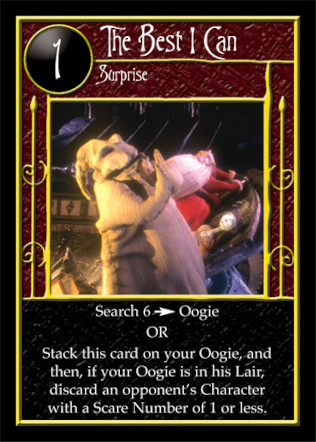 1
The Best I Can
Surprise
Search 6 → Oogie
OR
Stack this card on your Oogie, and
then, if your Oogie is in his Lair,
discard an opponent's Character
with a Scare Number of 1 or less.